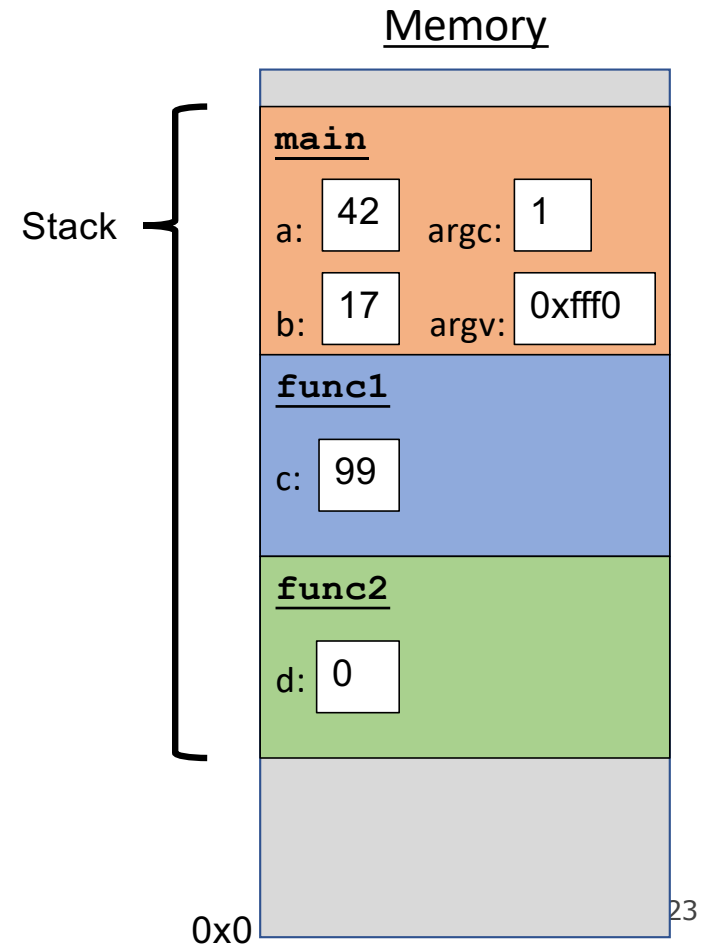 Memory
main
a: 42 argc: 1
Stack
b: 17 argv: 0xfff0
func1
c: 99
func2
d: 0
23
0x0